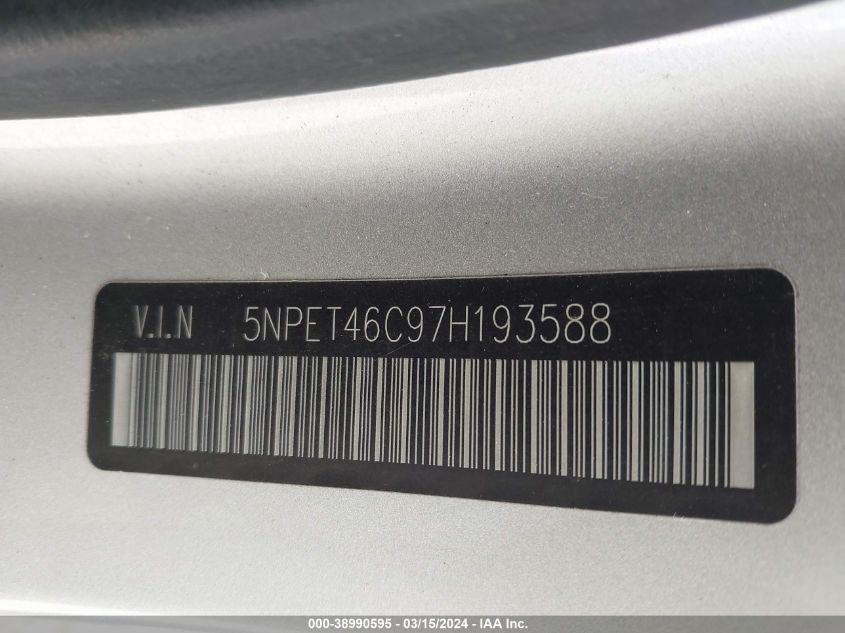 V.I.N 5NPET46C97H193588
000-38990595 - 03/15/2024 - IAA Inc.